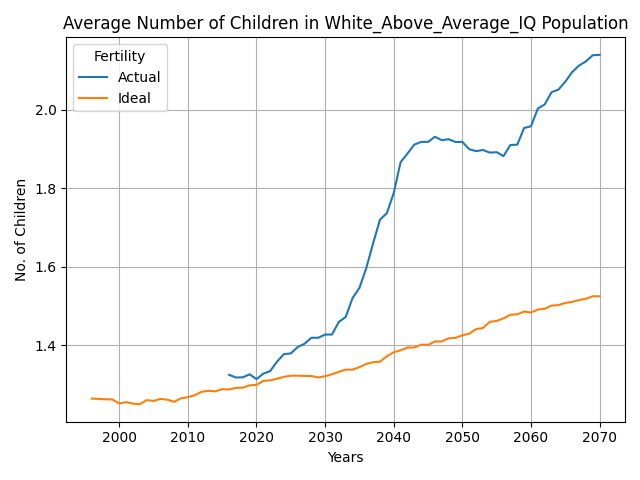 Average Number of Children in White_Above_Average_IQ Population
Fertility
Actual
Ideal
No. of Children
2.0
1.8
1.6
1.4
2000 2010 2020 2030 2040 2050 2060 2070
Years